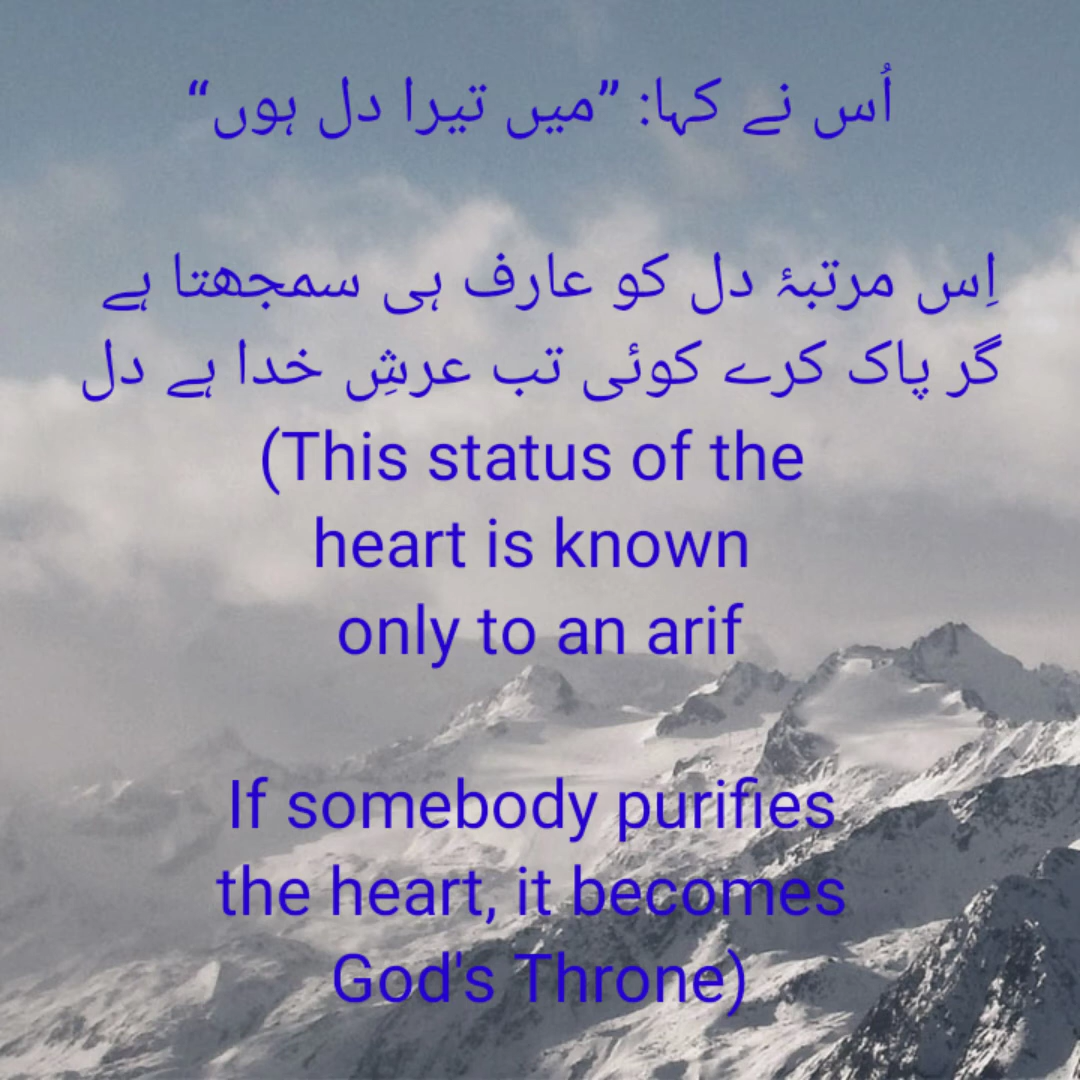 اُس نے کہا: ”میں تیرا دل ہوں“
اِس مرتبۂ دل کو عارف ہی سمجھتا ہے
گر پاک کرے کوئی تب عرشِ خدا ہے دل
(This status of the
heart is known
only to an arif
If somebody purifies
the heart, it becomes
God's Throne)